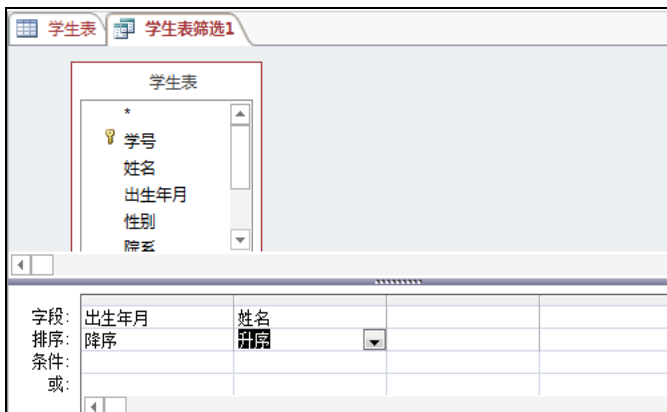 学生表 学生表筛选1
学生表
*
学号
姓名
出生年月
性别
院系
字段: 出生年月 姓名
排序: 降序 升序
条件:
或: